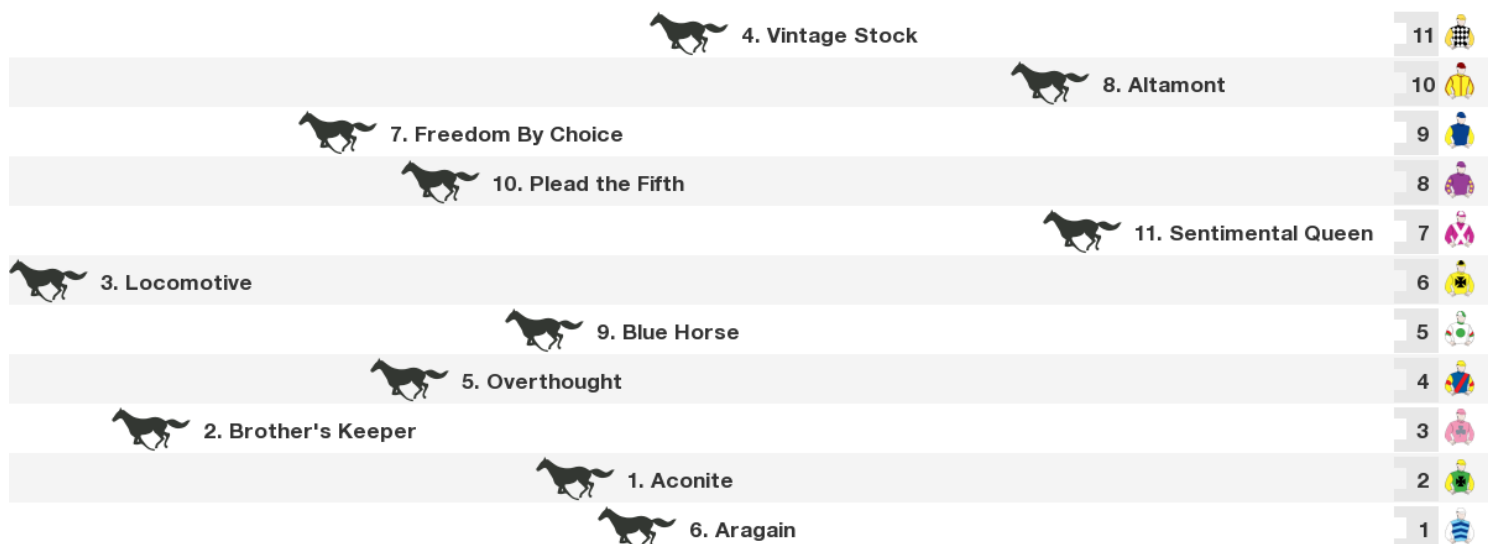 4. Vintage Stock 11
8. Altamont 10
7. Freedom By Choice 9
10. Plead the Fifth 8
11. Sentimental Queen 7
3. Locomotive 6
9. Blue Horse 5
5. Overthought 4
2. Brother's Keeper 3
1. Aconite 2
6. Aragain 1